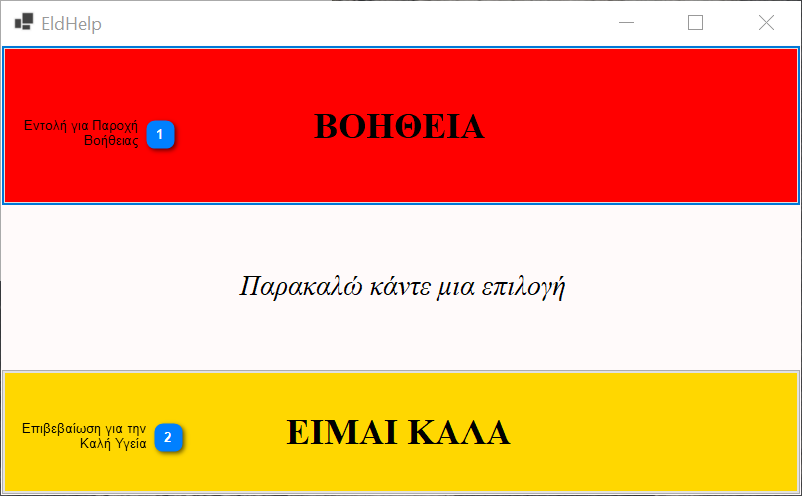 EldHelp
Εντολή για Παροχή
Βοήθειας
1
ΒΟΗΘΕΙΑ
Παρακαλώ κάντε μια επιλογή
Επιβεβαίωση για την
Καλή Υγεία
2
ΕΙΜΑΙ ΚΑΛΑ